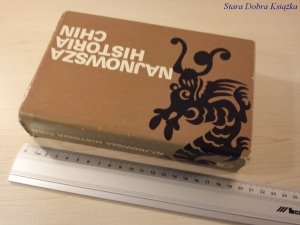 Stara Dobra Książka
NAJNOWSZA
HISTORIA
CHIN
NAJNOWSZA HISTORIA CHIN